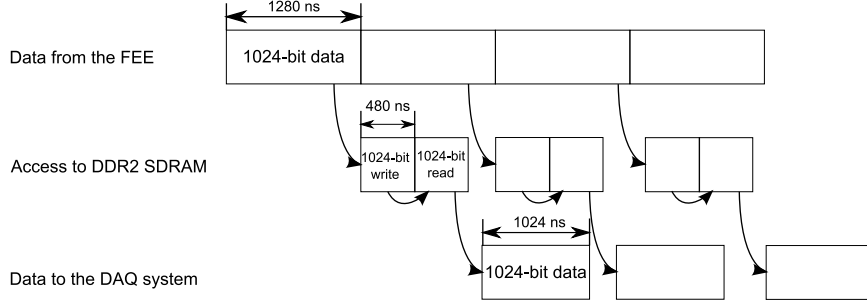 1280 ns
Data from the FEE
1024-bit data
480 ns
Access to DDR2 SDRAM
1024-bit
write
1024-bit
read
1024 ns
Data to the DAQ system
1024-bit data